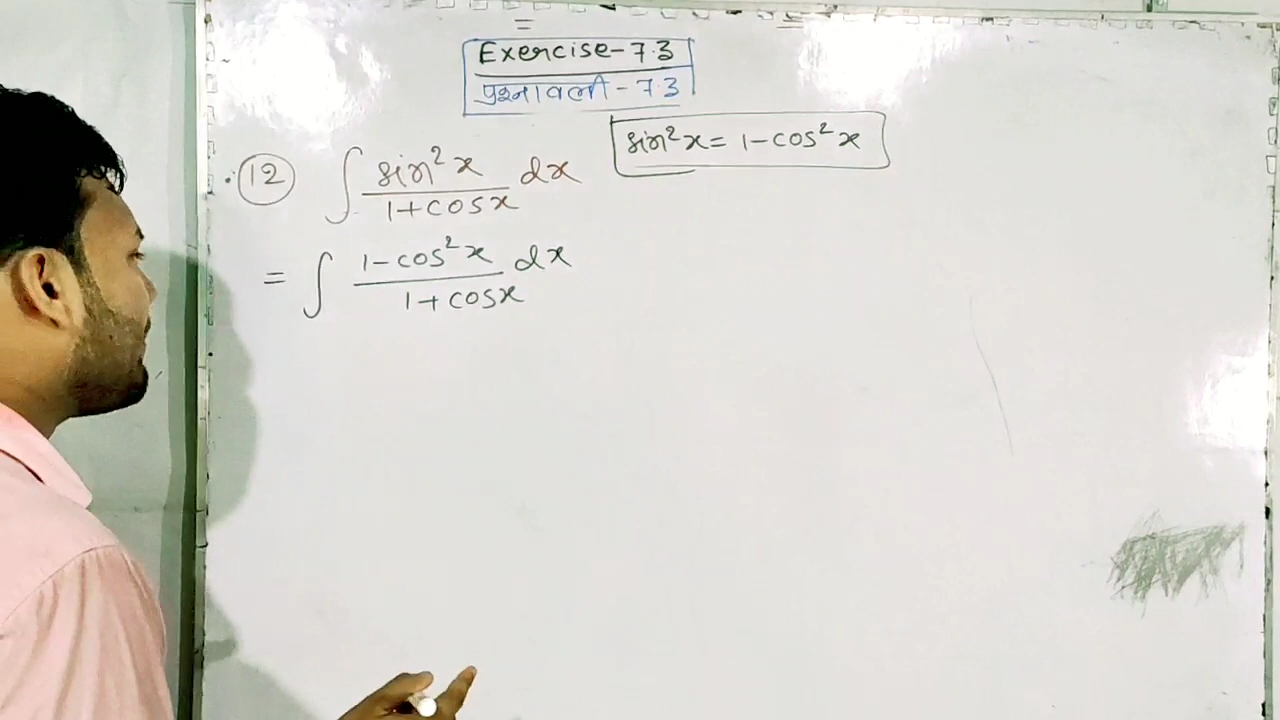 =
Exercise-7.3
प्रश्नावली-7.3
sin²x = 1-cos²x
12 ∫ sin²x / 1+cosx dx
= ∫ 1-cos²x / 1+cosx dx